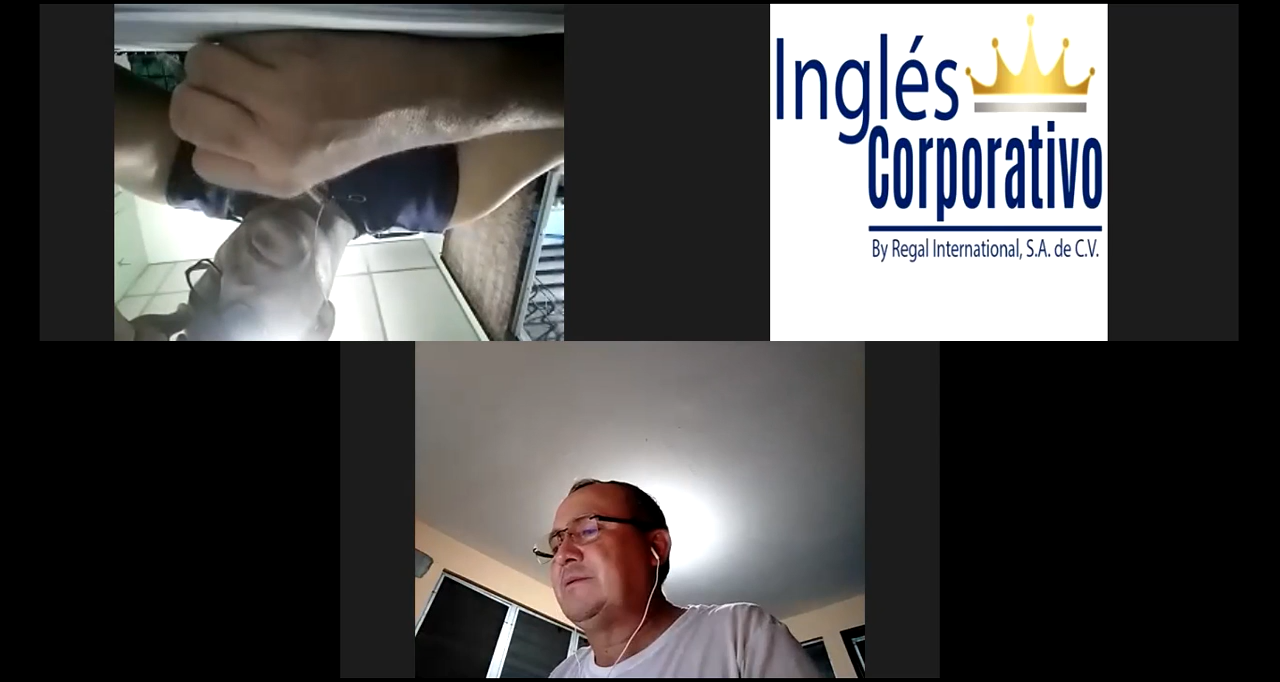 Inglés
Corporativo
By Regal International, S.A. de C.V.